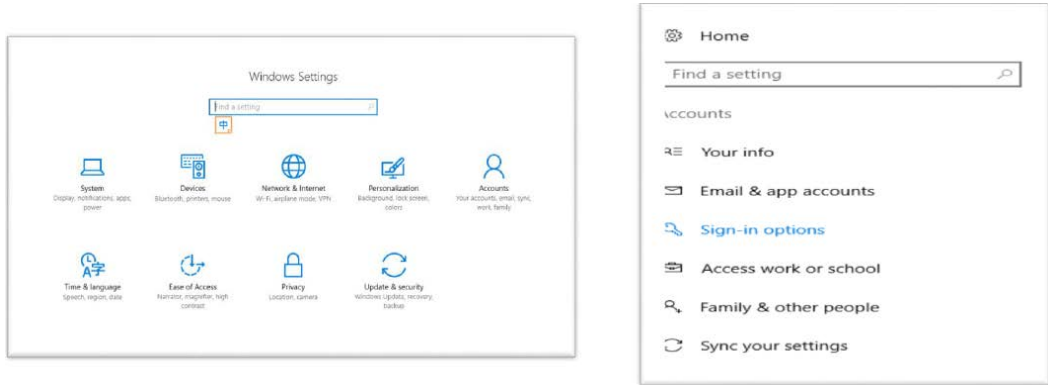 Windows Settings
Find a setting
中
System
Display, notifications, apps,
power
Devices
Bluetooth, printers, mouse
Network & Internet
Wi-Fi, airplane mode, VPN
Personalization
Background, lock screen,
colors
Accounts
Your accounts, email, sync,
work, family
Time & language
Speech, region, date
Ease of Access
Narrator, magnifier, high
contrast
Privacy
Location, camera
Update & security
Windows Update, recovery,
backup
Home
Find a setting
Accounts
Your info
Email & app accounts
Sign-in options
Access work or school
Family & other people
Sync your settings